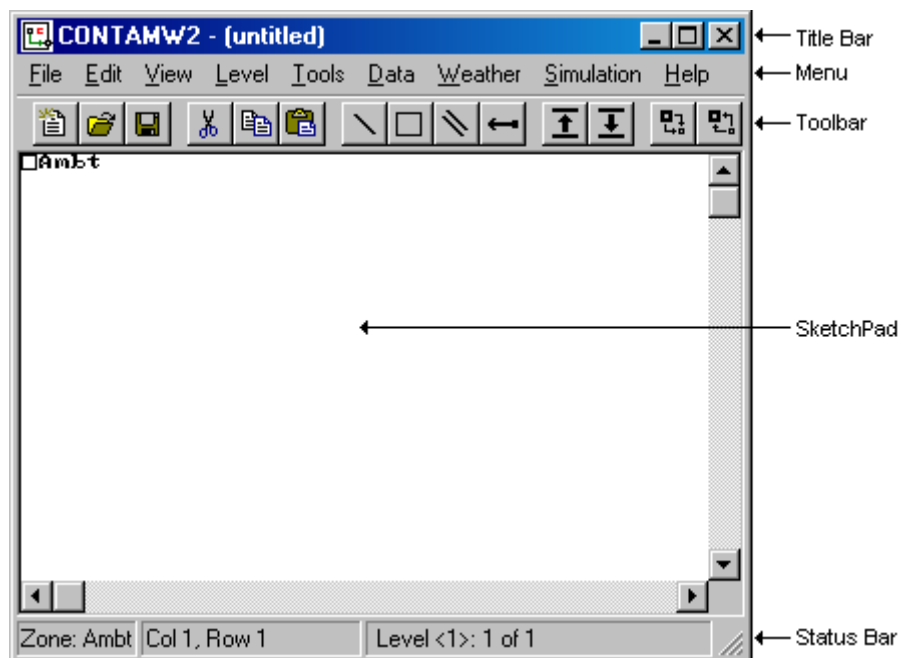 CONTAMW2 - (untitled)
Title Bar
File Edit View Level Tools Data Weather Simulation Help
Menu
Toolbar
Ambt
SketchPad
Zone: Ambt Col 1, Row 1 Level <1>: 1 of 1
Status Bar